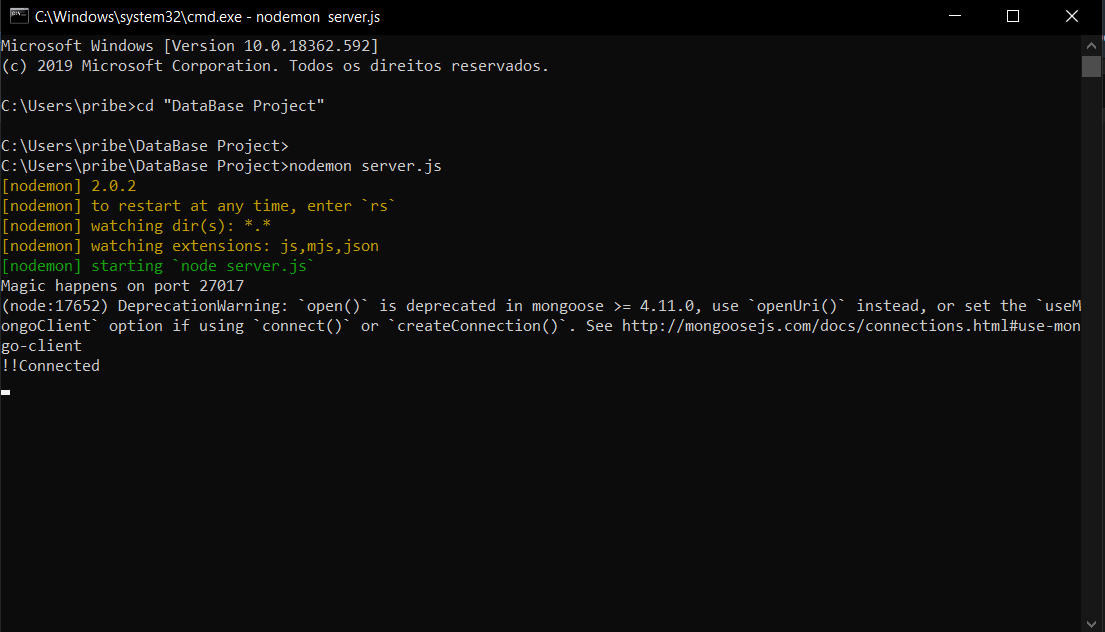 C:\Windows\system32\cmd.exe - nodemon  server.js
Microsoft Windows [Version 10.0.18362.592]
(c) 2019 Microsoft Corporation. Todos os direitos reservados.
C:\Users\pribe>cd "DataBase Project"
C:\Users\pribe\DataBase Project>
C:\Users\pribe\DataBase Project>nodemon server.js
[nodemon] 2.0.2
[nodemon] to restart at any time, enter `rs`
[nodemon] watching dir(s): *.*
[nodemon] watching extensions: js,mjs,json
[nodemon] starting `node server.js`
Magic happens on port 27017
(node:17652) DeprecationWarning: `open()` is deprecated in mongoose >= 4.11.0, use `openUri()` instead, or set the `useM
ongoClient` option if using `connect()` or `createConnection()`. See http://mongoosejs.com/docs/connections.html#use-mon
go-client
!!Connected